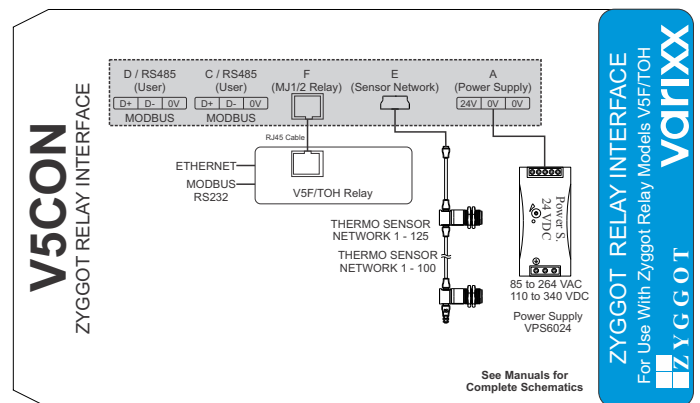 V5CON
ZYGGOT RELAY INTERFACE
D / RS485
(User)
D+ D- 0V
MODBUS
C / RS485
(User)
D+ D- 0V
MODBUS
F
(MJ1/2 Relay)
E
(Sensor Network)
A
(Power Supply)
24V 0V 0V
RJ45 Cable
ETHERNET
MODBUS
RS232
V5F/TOH Relay
THERMO SENSOR
NETWORK 1 - 125
THERMO SENSOR
NETWORK 1 - 100
Power S.
24 VDC
85 to 264 VAC
110 to 340 VDC
Power Supply
VPS6024
See Manuals for
Complete Schematics
ZYGGOT RELAY INTERFACE
For Use With Zyggot Relay Models V5F/TOH
varixx
ZYGGOT